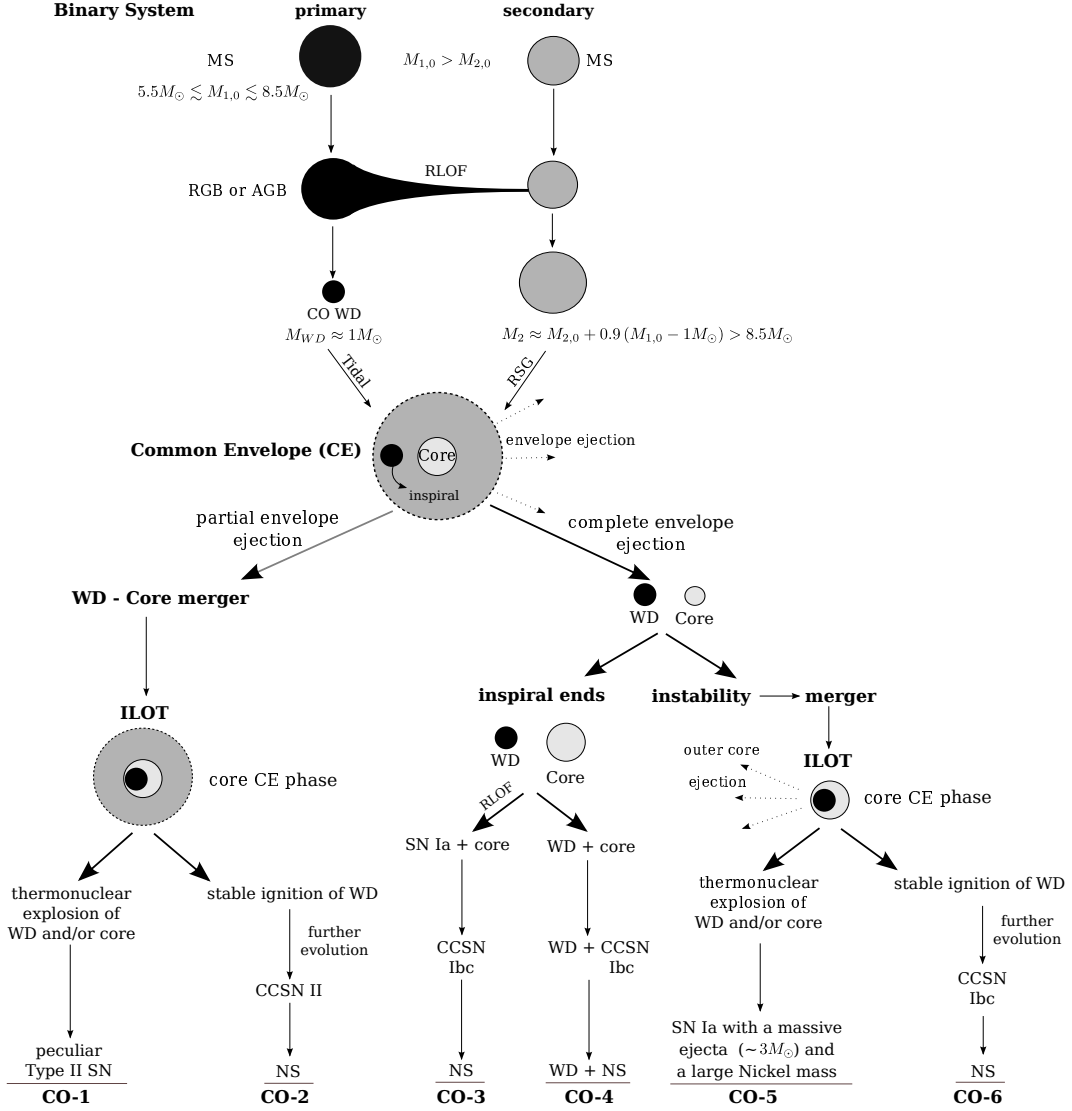 Binary System
primary
secondary
MS
M₁,₀ > M₂,₀
MS
5.5M⊙ ≲ M₁,₀ ≲ 8.5M⊙
RLOF
RGB or AGB
CO WD
M_WD ≈ 1M⊙
M₂ ≈ M₂,₀ + 0.9 (M₁,₀ − 1M⊙) > 8.5M⊙
Tidal
RSG
Common Envelope (CE)
Core
inspiral
envelope ejection
partial envelope
ejection
complete envelope
ejection
WD - Core merger
WD
Core
inspiral ends
instability
merger
ILOT
core CE phase
WD
Core
RLOF
ILOT
outer core
ejection
core CE phase
thermonuclear
explosion of
WD and/or core
peculiar
Type II SN
CO-1
stable ignition of WD
further
evolution
CCSN II
NS
CO-2
SN Ia + core
CCSN
Ibc
NS
CO-3
WD + core
WD + CCSN
Ibc
WD + NS
CO-4
thermonuclear
explosion of
WD and/or core
SN Ia with a massive
ejecta (~3M⊙) and
a large Nickel mass
CO-5
stable ignition of WD
further
evolution
CCSN
Ibc
NS
CO-6